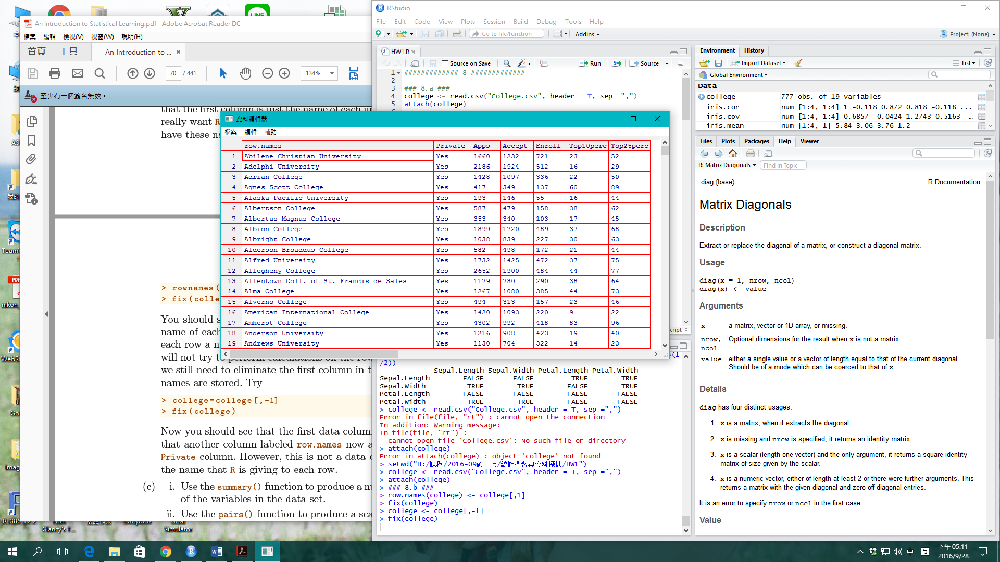 An Introduction to Statistical Learning.pdf - Adobe Acrobat Reader DC
檔案 編輯 檢視(V) 視窗(W) 說明(H)
首頁 工具 An Introduction to ... ×
70 / 441 134%
至少有一個簽名無效。
really want R
have these na
> rownames(
> fix(colle
You should s
name of each
each row a n
will not try to perform calculations on the row
we still need to eliminate the first column in t
names are stored. Try
> college=college[,-1]
> fix(college)
Now you should see that the first data colum
that another column labeled row.names now a
Private column. However, this is not a data c
the name that R is giving to each row.
(c) i. Use the summary() function to produce a nu
of the variables in the data set.
ii. Use the pairs() function to produce a sca
LINE
PDF
nikon_
Clancy's T...
Dropbox
Goat
Simulator
RStudio
File Edit Code View Plots Session Build Debug Tools Help
Go to file/function Addins Project: (None)
HW1.R
Source on Save Run Source
1 ############# 8 #############
2
3 ### 8.a ###
4 college <- read.csv("College.csv", header = T, sep =",")
5 attach(college)
資料編輯器
檔案 編輯 輔助
row.names Private Apps Accept Enroll Top10perc Top25perc
1 Abilene Christian University Yes 1660 1232 721 23 52
2 Adelphi University Yes 2186 1924 512 16 29
3 Adrian College Yes 1428 1097 336 22 50
4 Agnes Scott College Yes 417 349 137 60 89
5 Alaska Pacific University Yes 193 146 55 16 44
6 Albertson College Yes 587 479 158 38 62
7 Albertus Magnus College Yes 353 340 103 17 45
8 Albion College Yes 1899 1720 489 37 68
9 Albright College Yes 1038 839 227 30 63
10 Alderson-Broaddus College Yes 582 498 172 21 44
11 Alfred University Yes 1732 1425 472 37 75
12 Allegheny College Yes 2652 1900 484 44 77
13 Allentown Coll. of St. Francis de Sales Yes 1179 780 290 38 64
14 Alma College Yes 1267 1080 385 44 73
15 Alverno College Yes 494 313 157 23 46
16 American International College Yes 1420 1093 220 9 22
17 Amherst College Yes 4302 992 418 83 96
18 Anderson University Yes 1216 908 423 19 40
19 Andrews University Yes 1130 704 322 14 23
cript
/2))
Sepal.Length Sepal.Width Petal.Length Petal.Width
Sepal.Length FALSE FALSE TRUE TRUE
Sepal.Width TRUE TRUE FALSE TRUE
Petal.Length FALSE FALSE FALSE FALSE
Petal.Width TRUE TRUE TRUE FALSE
> college <- read.csv("College.csv", header = T, sep =",")
Error in file(file, "rt") : cannot open the connection
In addition: Warning message:
In file(file, "rt") :
cannot open file 'College.csv': No such file or directory
> attach(college)
Error in attach(college) : object 'college' not found
> setwd("H:/課程/2016-09碩一上/統計學習與資料探勘/HW1")
> college <- read.csv("College.csv", header = T, sep =",")
> attach(college)
> ### 8.b ###
> row.names(college) <- college[,1]
> fix(college)
> college <- college[,-1]
> fix(college)
Environment History
Import Dataset List
Global Environment
Data
college 777 obs. of 19 variables
iris.cor num [1:4, 1:4] 1 -0.118 0.872 0.818 -0.118 ...
iris.cov num [1:4, 1:4] 0.6857 -0.0424 1.2743 0.5163 -...
iris.mean num [1:4, 1] 5.84 3.06 3.76 1.2
Files Plots Packages Help Viewer
R: Matrix Diagonals Find in Topic
diag {base} R Documentation
Matrix Diagonals
Description
Extract or replace the diagonal of a matrix, or construct a diagonal matrix.
Usage
diag(x = 1, nrow, ncol)
diag(x) <- value
Arguments
x a matrix, vector or 1D array, or missing.
nrow, ncol Optional dimensions for the result when x is not a matrix.
value either a single value or a vector of length equal to that of the current diagonal.
Should be of a mode which can be coerced to that of x.
Details
diag has four distinct usages:
1. x is a matrix, when it extracts the diagonal.
2. x is missing and nrow is specified, it returns an identity matrix.
3. x is a scalar (length-one vector) and the only argument, it returns a square identity
matrix of size given by the scalar.
4. x is a numeric vector, either of length at least 2 or there were further arguments. This
returns a matrix with the given diagonal and zero off-diagonal entries.
It is an error to specify nrow or ncol in the first case.
Value
中 下午 05:11
2016/9/28